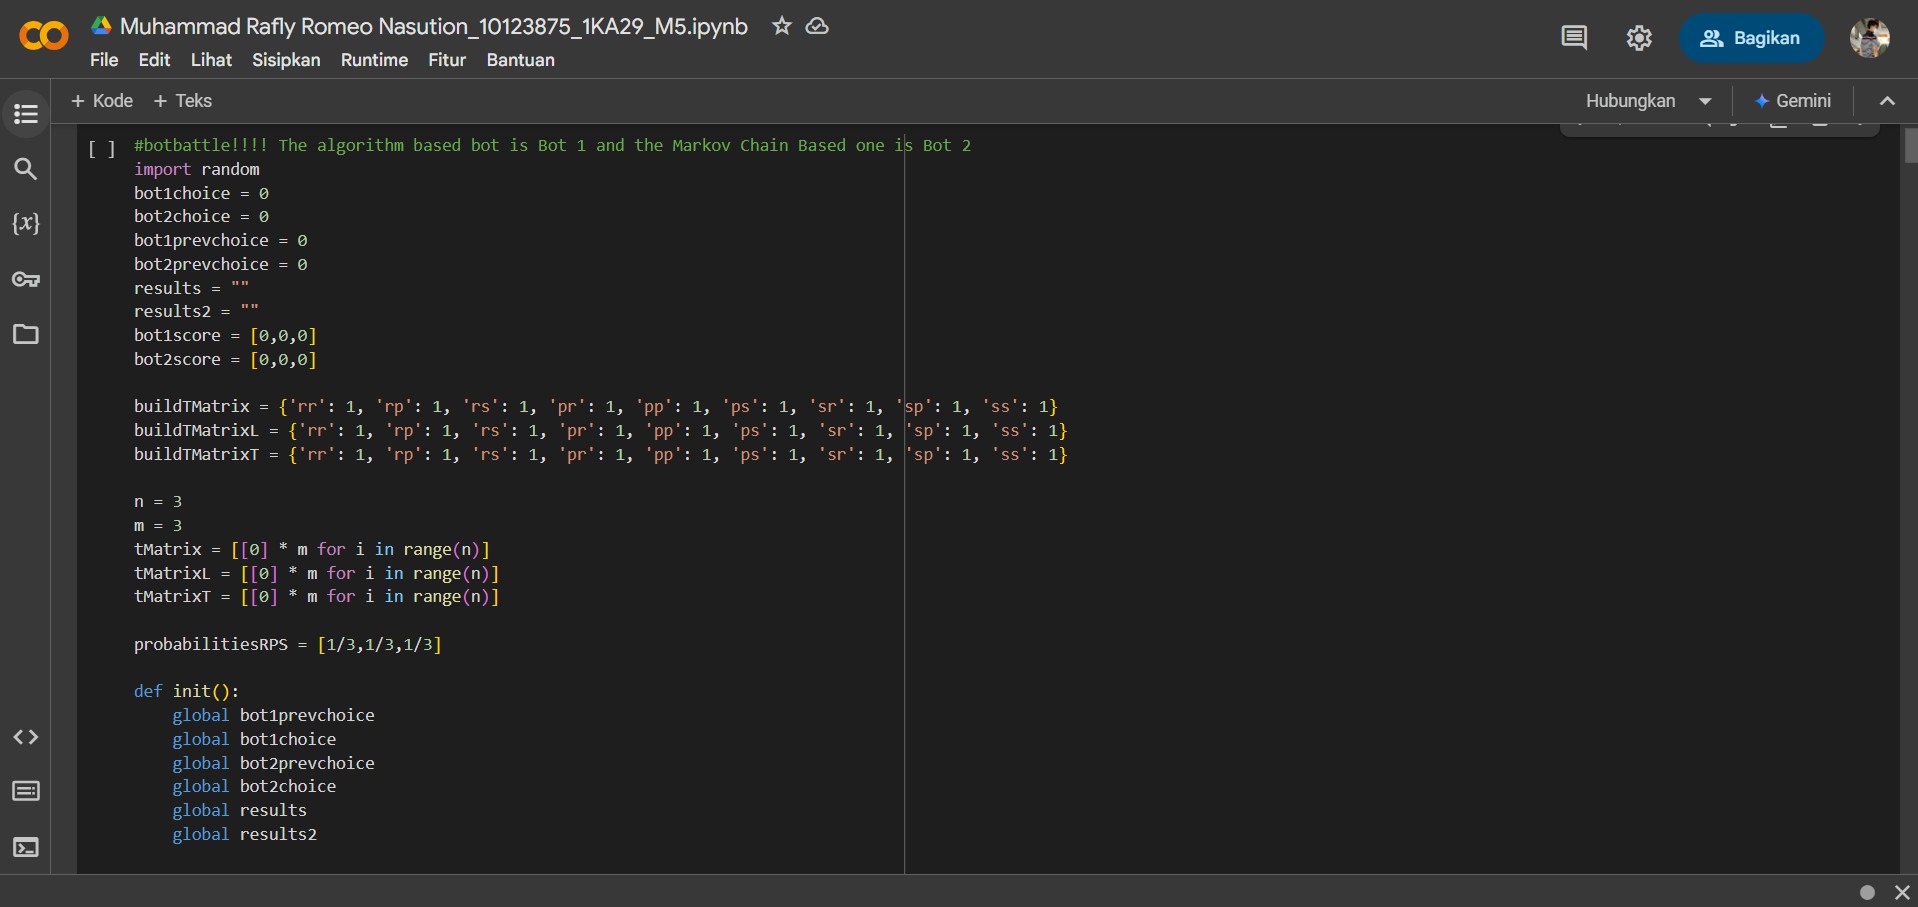 Muhammad Rafly Romeo Nasution_10123875_1KA29_M5.ipynb
File Edit Lihat Sisipkan Runtime Fitur Bantuan
Bagikan
+ Kode + Teks
Hubungkan
Gemini
[ ]
#botbattle!!!! The algorithm based bot is Bot 1 and the Markov Chain Based one is Bot 2
import random
bot1choice = 0
bot2choice = 0
bot1prevchoice = 0
bot2prevchoice = 0
results = ""
results2 = ""
bot1score = [0,0,0]
bot2score = [0,0,0]
buildTMatrix = {'rr': 1, 'rp': 1, 'rs': 1, 'pr': 1, 'pp': 1, 'ps': 1, 'sr': 1, 'sp': 1, 'ss': 1}
buildTMatrixL = {'rr': 1, 'rp': 1, 'rs': 1, 'pr': 1, 'pp': 1, 'ps': 1, 'sr': 1, 'sp': 1, 'ss': 1}
buildTMatrixT = {'rr': 1, 'rp': 1, 'rs': 1, 'pr': 1, 'pp': 1, 'ps': 1, 'sr': 1, 'sp': 1, 'ss': 1}
n = 3
m = 3
tMatrix = [[0] * m for i in range(n)]
tMatrixL = [[0] * m for i in range(n)]
tMatrixT = [[0] * m for i in range(n)]
probabilitiesRPS = [1/3,1/3,1/3]
def init():
    global bot1prevchoice
    global bot1choice
    global bot2prevchoice
    global bot2choice
    global results
    global results2